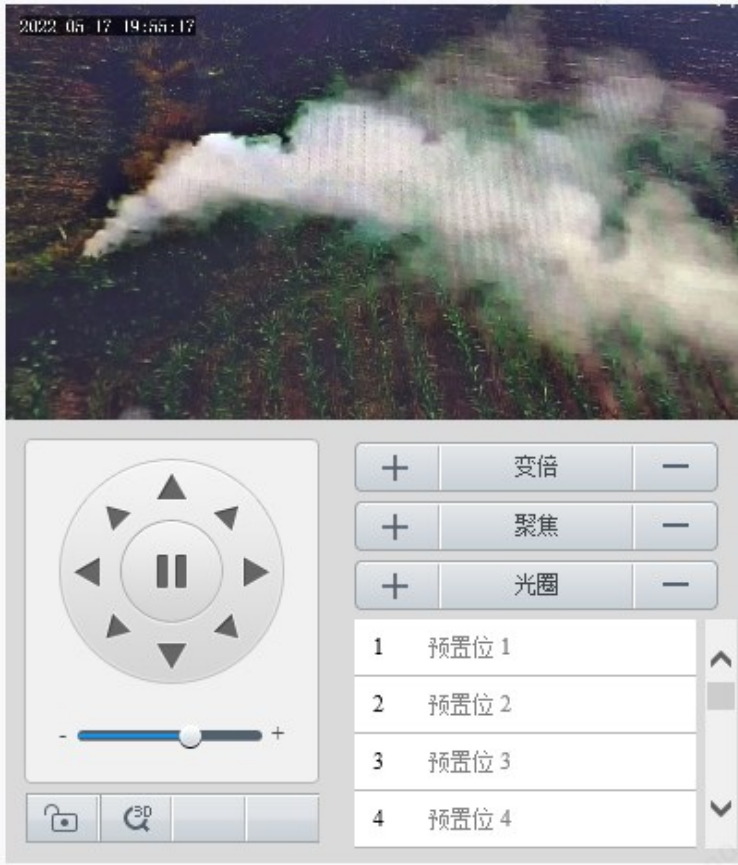 2022 05 17 19:55:17
+ 变倍 −
+ 聚焦 −
+ 光圈 −
1 预置位 1
2 预置位 2
3 预置位 3
4 预置位 4
- +
3D